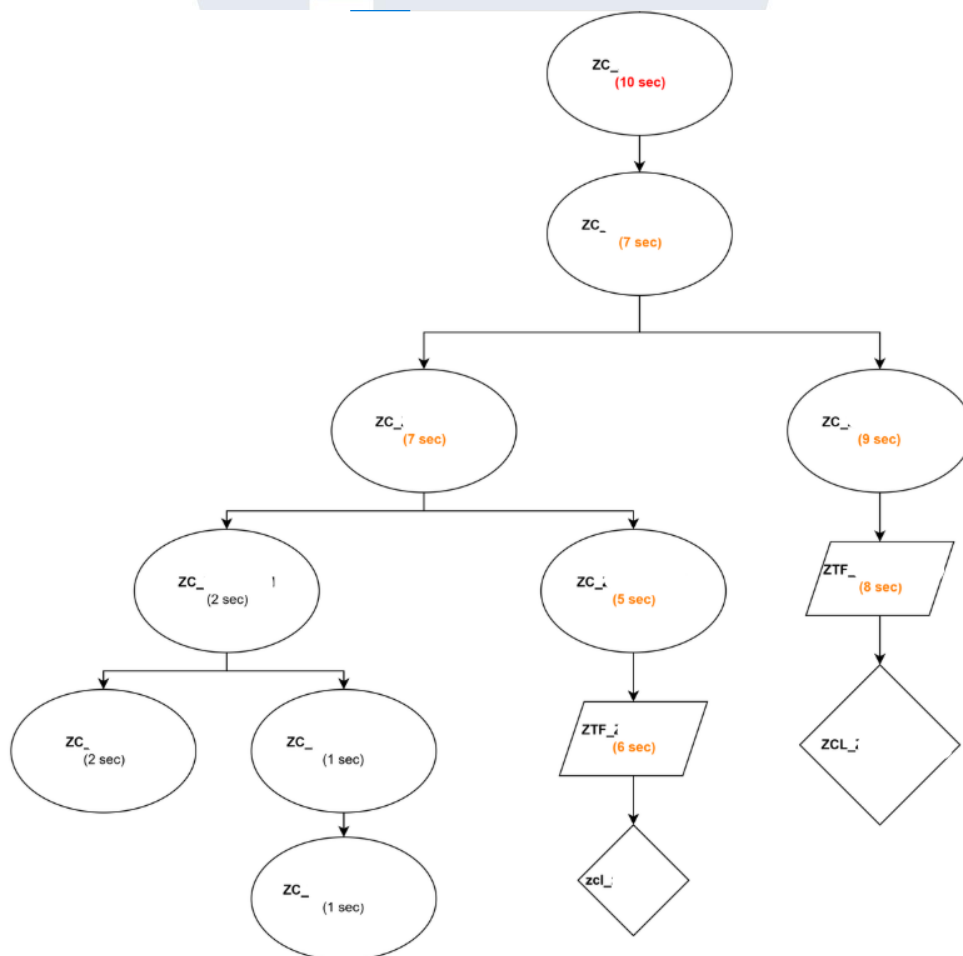 ZC_
(10 sec)
ZC_
(7 sec)
ZC_
(7 sec)
ZC_
(9 sec)
ZC_
(2 sec)
ZC_
(5 sec)
ZTF_
(8 sec)
ZC_
(2 sec)
ZC_
(1 sec)
ZTF_
(6 sec)
ZCL_
ZC_
(1 sec)
zcl_